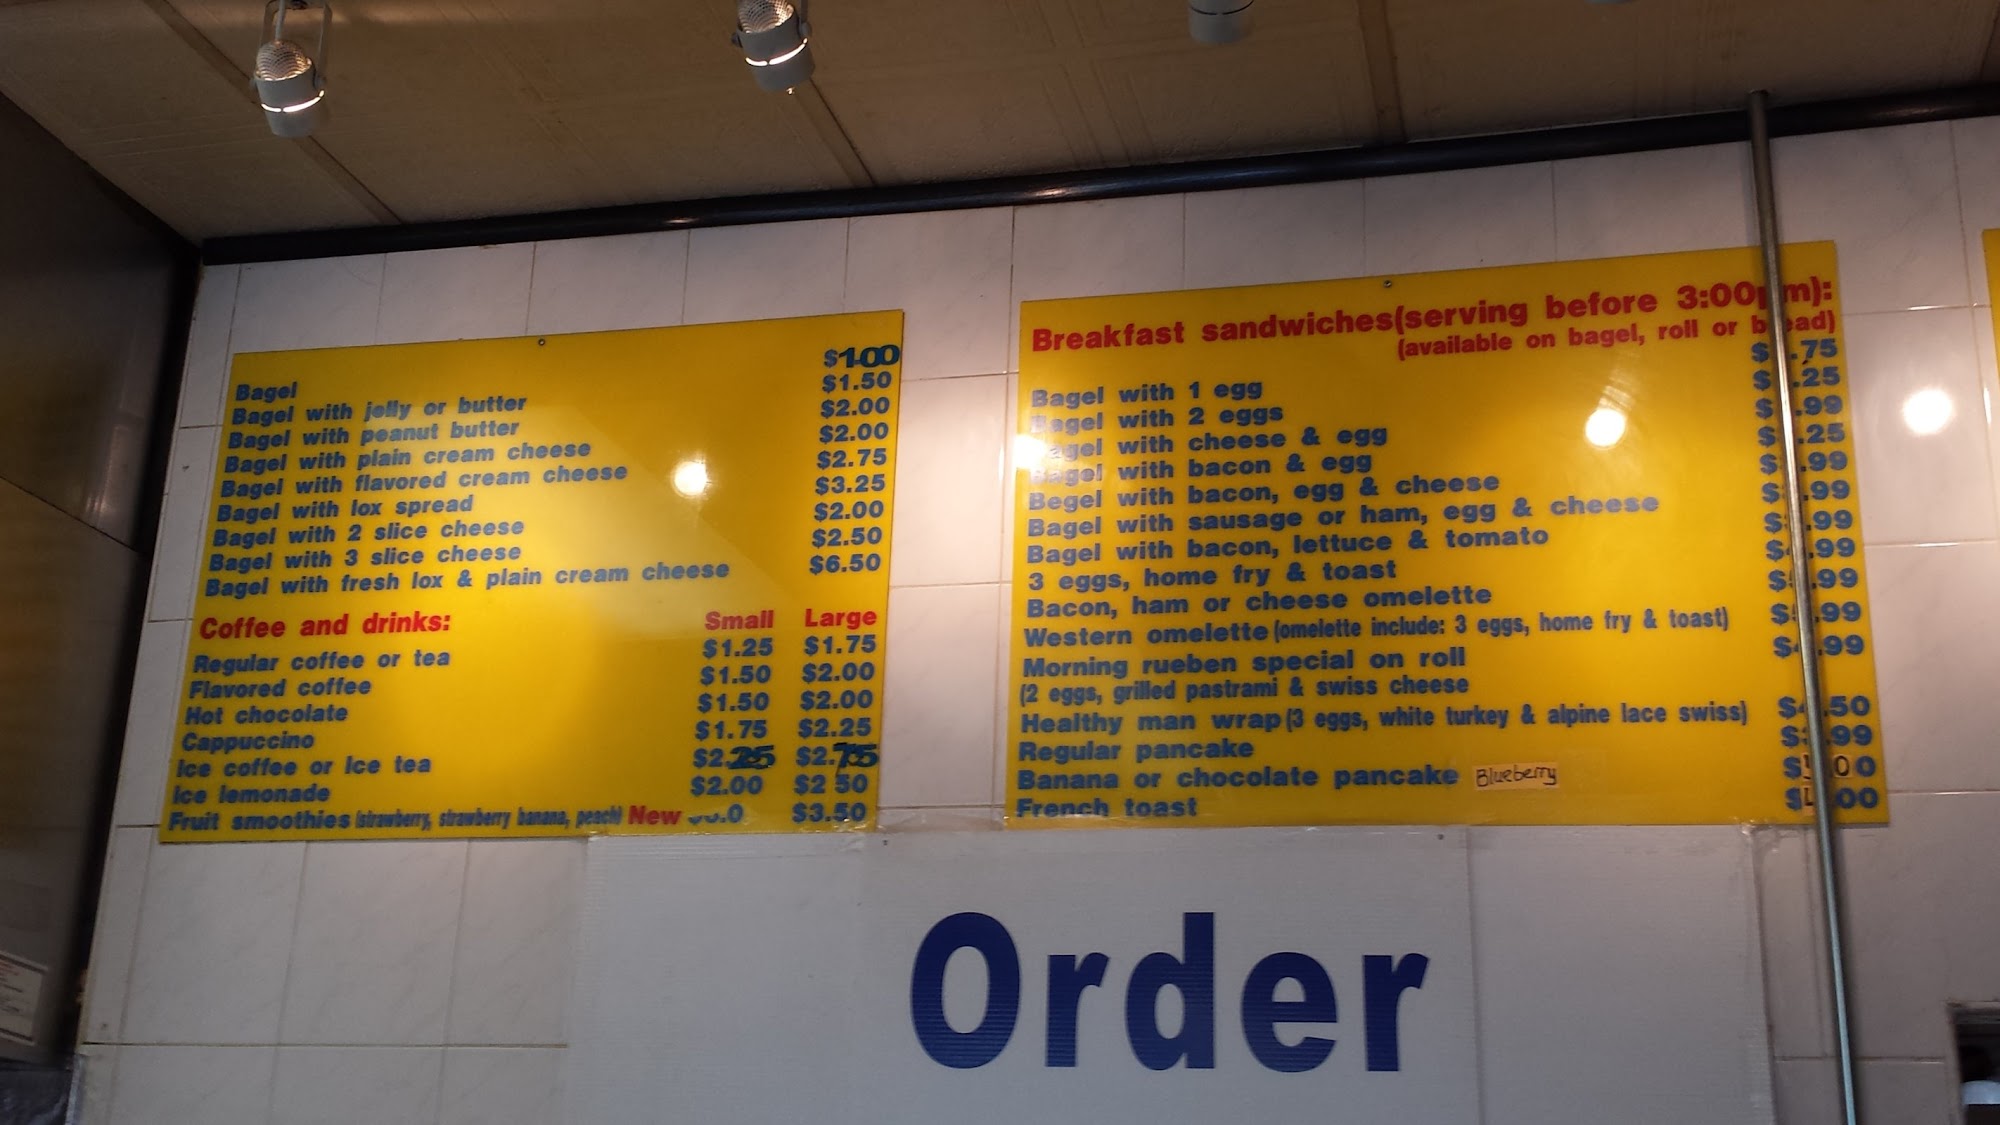 Bagel $1.00
Bagel with jelly or butter $1.50
Bagel with peanut butter $2.00
Bagel with plain cream cheese $2.00
Bagel with flavored cream cheese $2.75
Bagel with lox spread $3.25
Bagel with 2 slice cheese $2.00
Bagel with 3 slice cheese $2.50
Bagel with fresh lox & plain cream cheese $6.50
Coffee and drinks: Small Large
Regular coffee or tea $1.25 $1.75
Flavored coffee $1.50 $2.00
Hot chocolate $1.50 $2.00
Cappuccino $1.75 $2.25
Ice coffee or Ice tea $2.25 $2.75
Ice lemonade $2.00 $2 50
Fruit smoothies (strawberry, strawberry banana, peach) New $3.50
Breakfast sandwiches(serving before 3:00pm):
(available on bagel, roll or bread)
Bagel with 1 egg
Bagel with 2 eggs
Bagel with cheese & egg
Bagel with bacon & egg
Begel with bacon, egg & cheese
Bagel with sausage or ham, egg & cheese
Bagel with bacon, lettuce & tomato
3 eggs, home fry & toast
Bacon, ham or cheese omelette
Western omelette (omelette include: 3 eggs, home fry & toast)
Morning rueben special on roll
(2 eggs, grilled pastrami & swiss cheese
Healthy man wrap (3 eggs, white turkey & alpine lace swiss)
Regular pancake
Banana or chocolate pancake Blueberry
French toast
Order